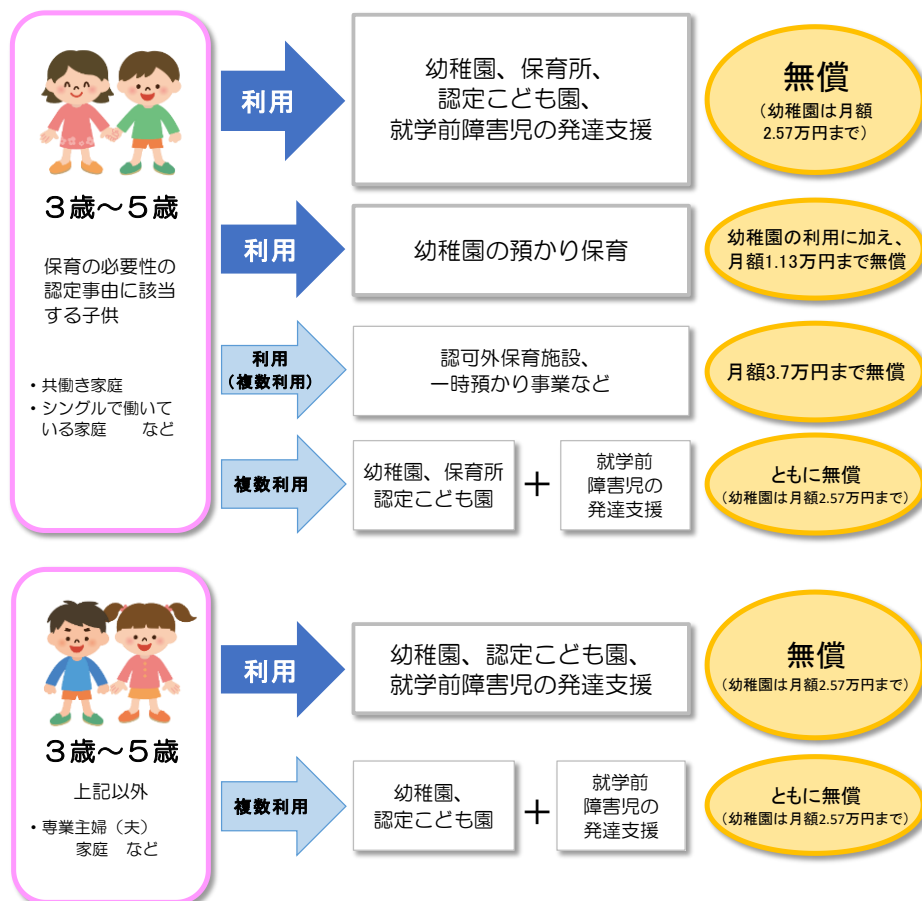 3歳～5歳
保育の必要性の
認定事由に該当
する子供
・共働き家庭
・シングルで働いて
いる家庭　など
利用
幼稚園、保育所、
認定こども園、
就学前障害児の発達支援
無償
(幼稚園は月額
2.57万円まで)
利用
幼稚園の預かり保育
幼稚園の利用に加え、
月額1.13万円まで無償
利用
(複数利用)
認可外保育施設、
一時預かり事業など
月額3.7万円まで無償
複数利用
幼稚園、保育所
認定こども園
＋
就学前
障害児の
発達支援
ともに無償
(幼稚園は月額2.57万円まで)
3歳～5歳
上記以外
・専業主婦（夫）
家庭　など
利用
幼稚園、認定こども園、
就学前障害児の発達支援
無償
(幼稚園は月額2.57万円まで)
複数利用
幼稚園、
認定こども園
＋
就学前
障害児の
発達支援
ともに無償
(幼稚園は月額2.57万円まで)